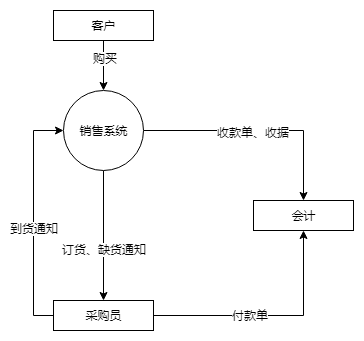 客户
购买
销售系统
收款单、收据
会计
到货通知
订货、缺货通知
采购员
付款单